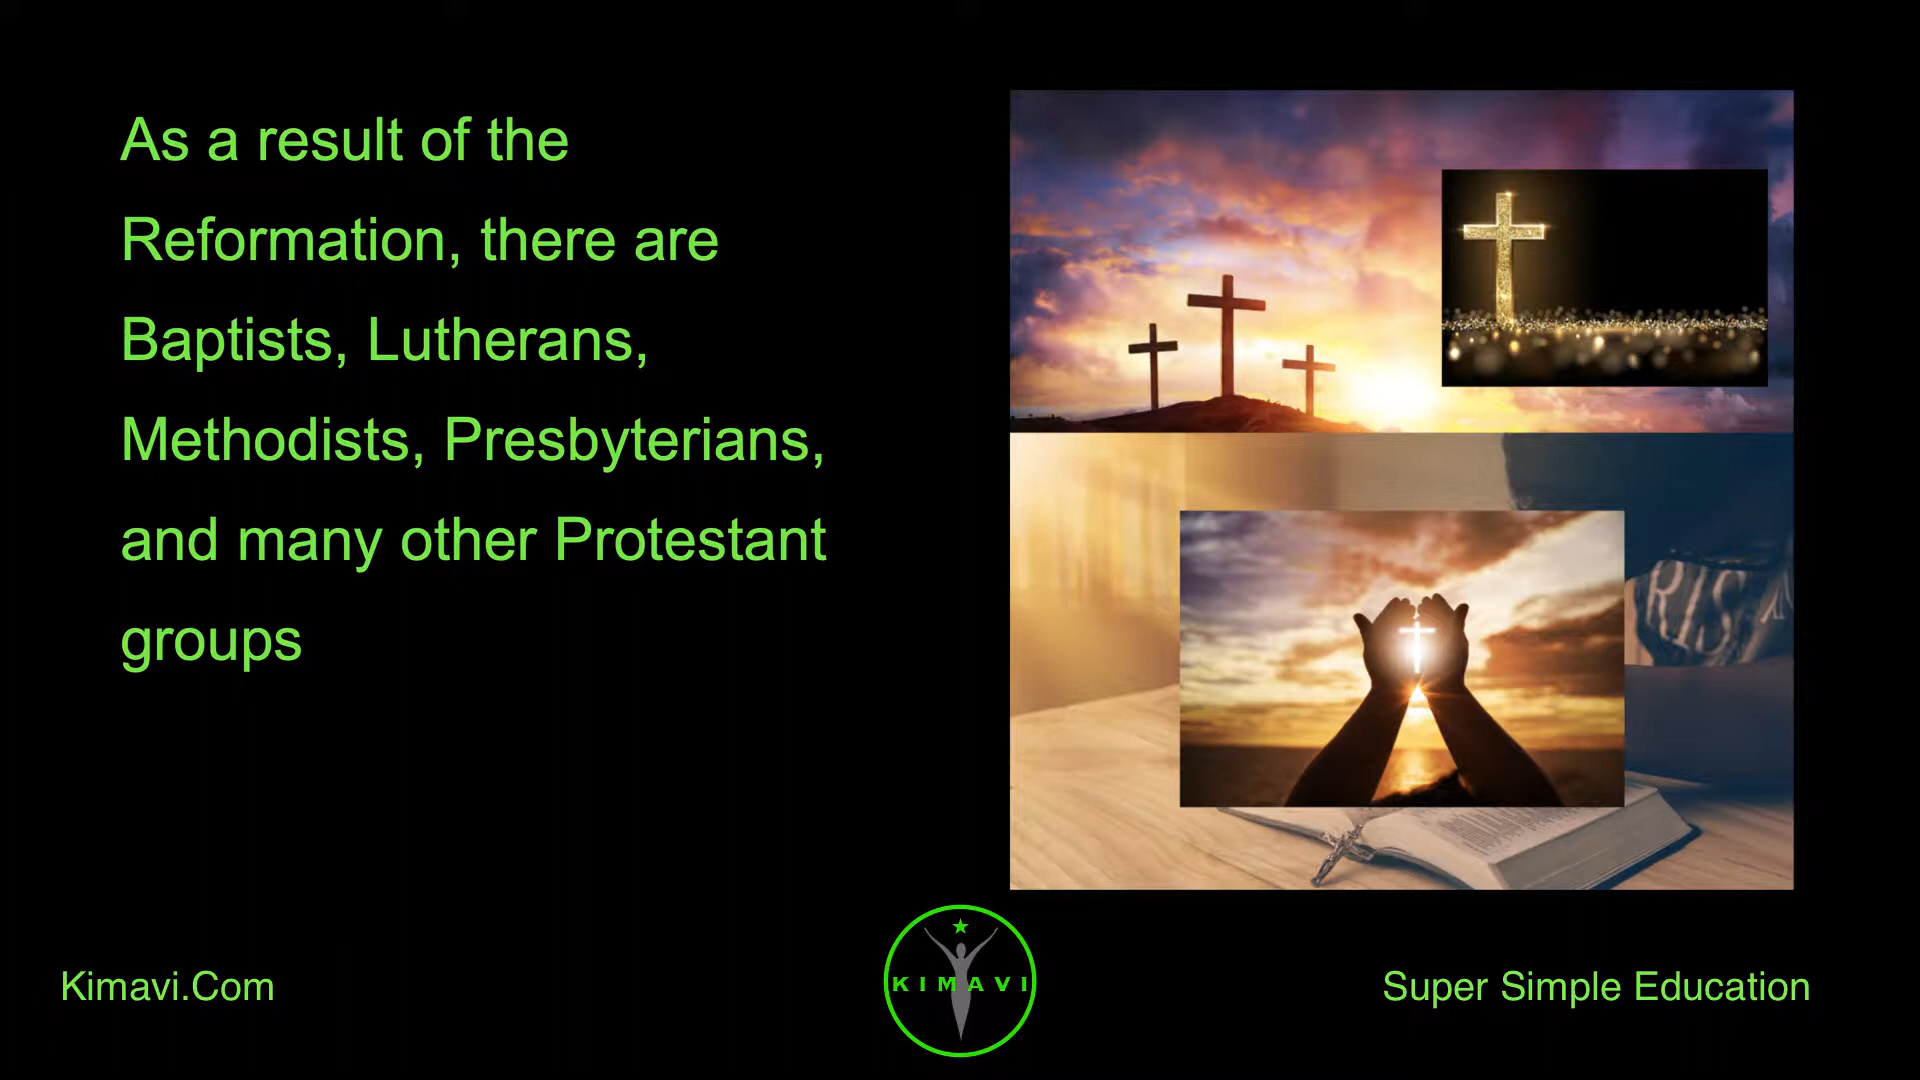 As a result of the
Reformation, there are
Baptists, Lutherans,
Methodists, Presbyterians,
and many other Protestant
groups
RIS
Kimavi.Com
KIMAVI
Super Simple Education